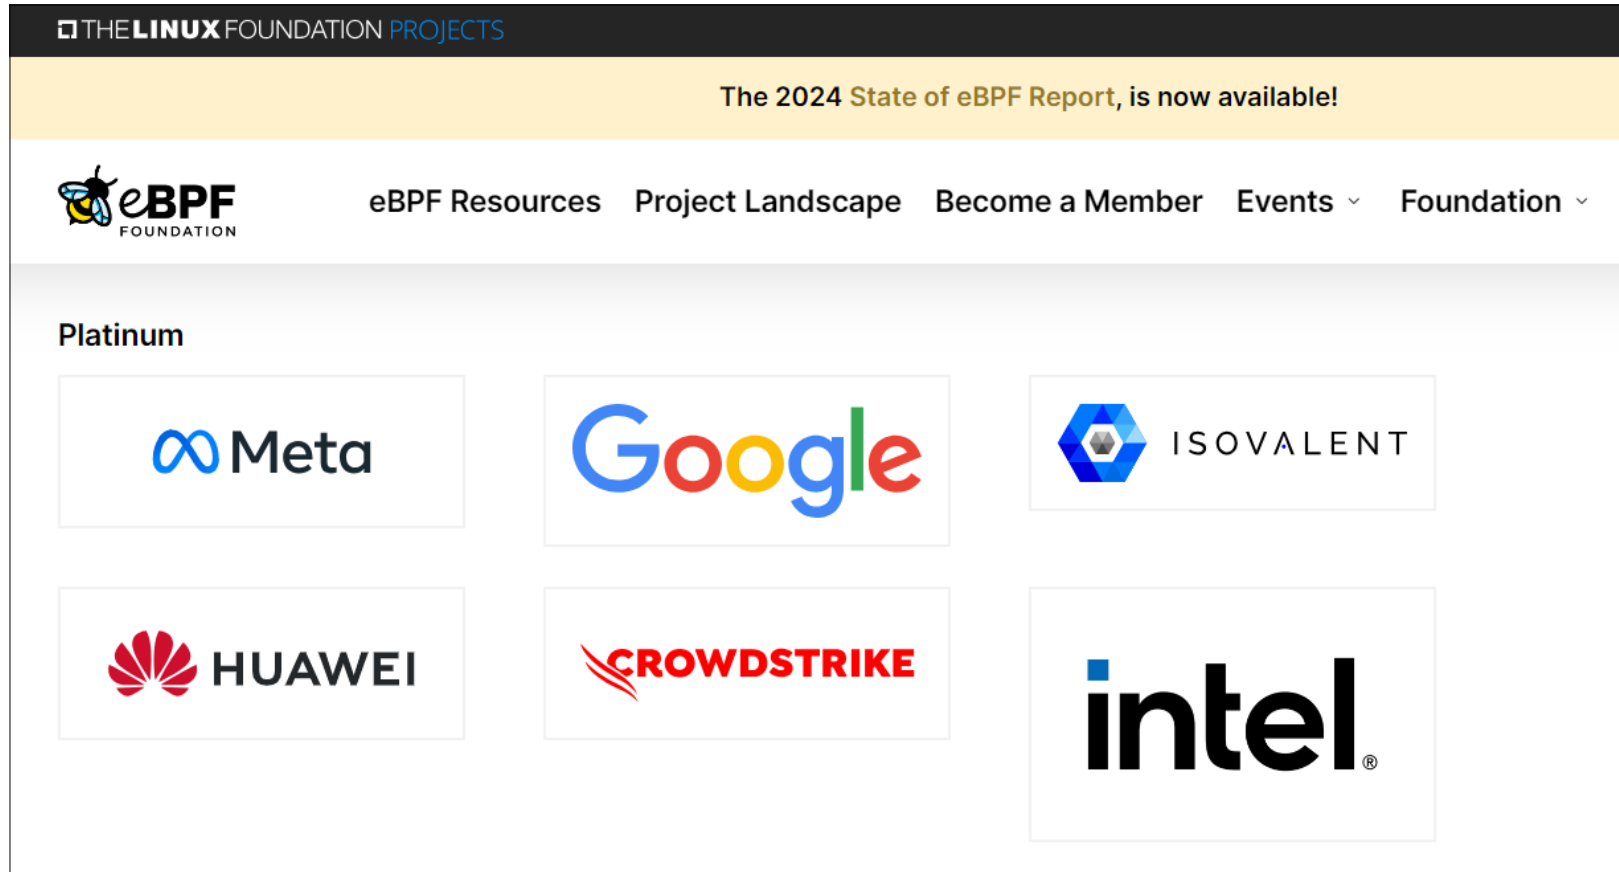 THE LINUX FOUNDATION PROJECTS
The 2024 State of eBPF Report, is now available!
eBPF
FOUNDATION
eBPF Resources Project Landscape Become a Member Events Foundation
Platinum
Meta Google ISOVALENT
HUAWEI CROWDSTRIKE intel®